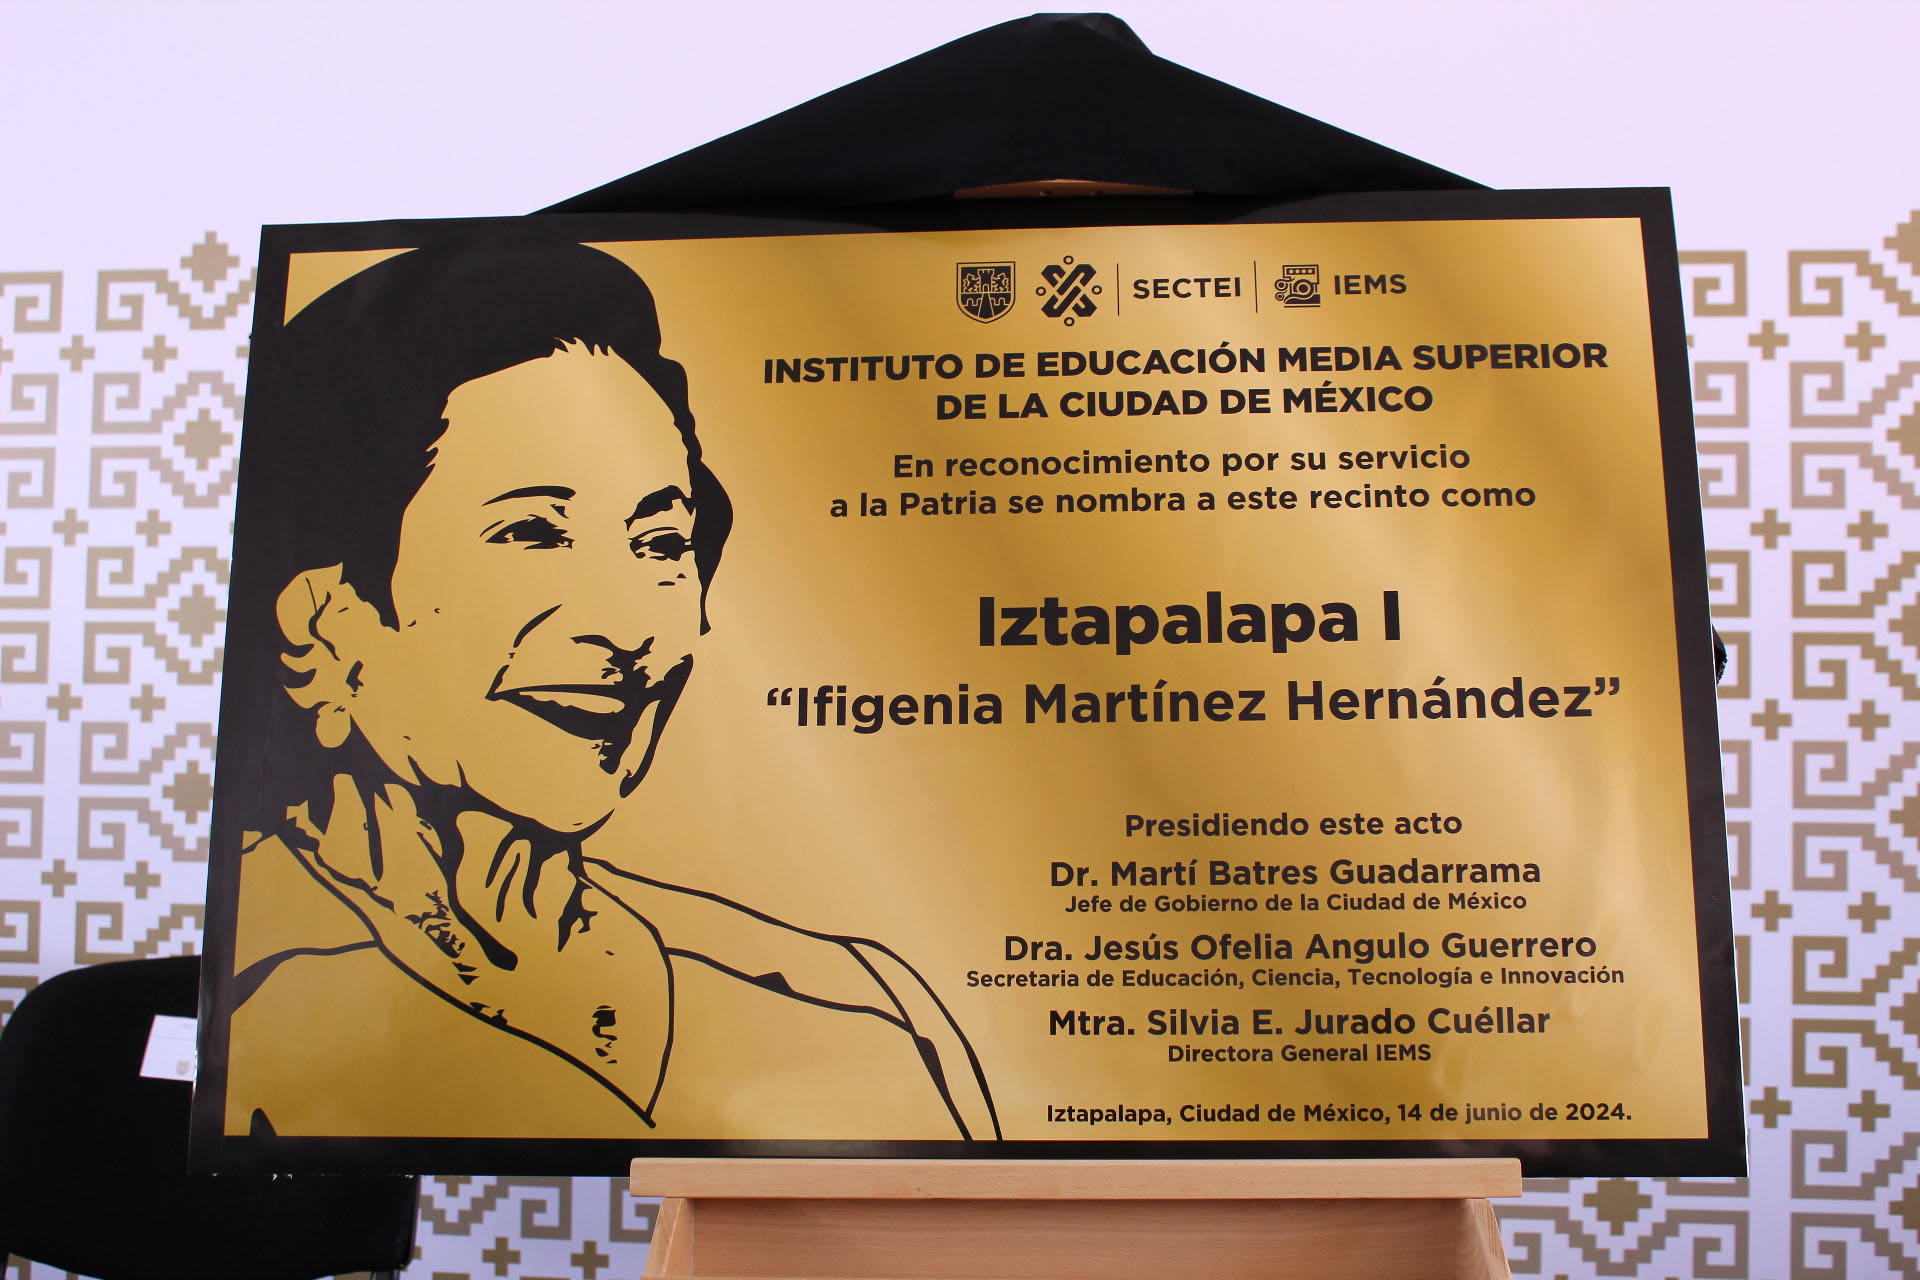 SECTEI
IEMS
INSTITUTO DE EDUCACIÓN MEDIA SUPERIOR
DE LA CIUDAD DE MÉXICO
En reconocimiento por su servicio
a la Patria se nombra a este recinto como
Iztapalapa I
“Ifigenia Martínez Hernández”
Presidiendo este acto
Dr. Martí Batres Guadarrama
Jefe de Gobierno de la Ciudad de México
Dra. Jesús Ofelia Angulo Guerrero
Secretaria de Educación, Ciencia, Tecnología e Innovación
Mtra. Silvia E. Jurado Cuéllar
Directora General IEMS
Iztapalapa, Ciudad de México, 14 de junio de 2024.